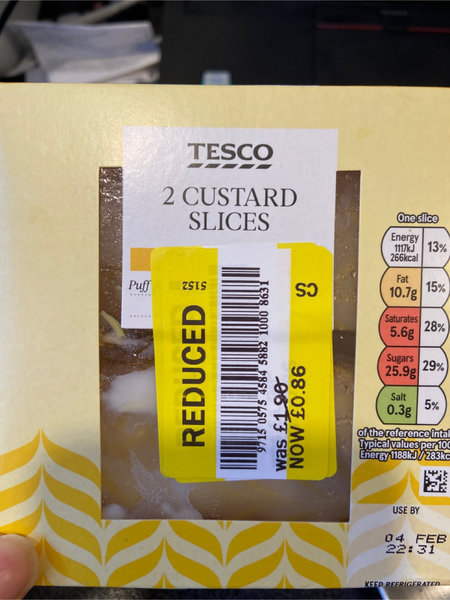 TESCO
2 CUSTARD
SLICES
Puff
5152
CS
REDUCED
9715 0575 4584 5882 1000 8631
was £1.90
NOW £0.86
One slice
Energy
1117kJ
266kcal
13%
Fat
10.7g
15%
Saturates
5.6g
28%
Sugars
25.9g
29%
Salt
0.3g
5%
of the reference Intak
Typical values per 100
Energy 1188kJ / 283kc
USE BY
04 FEB
22:31
KEEP REFRIGERATED